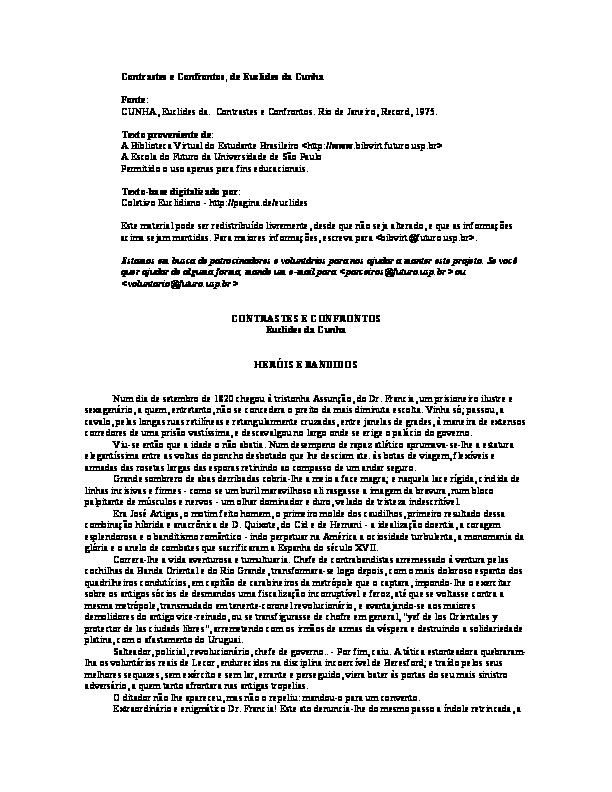 Contrastes e Confrontos, de Euclides da Cunha
Fonte:
CUNHA, Euclides da.  Contrastes e Confrontos. Rio de Janeiro, Record, 1975.
Texto proveniente de:
A Biblioteca Virtual do Estudante Brasileiro <http://www.bibvirt.futuro.usp.br>
A Escola do Futuro da Universidade de São Paulo
Permitido o uso apenas para fins educacionais.
Texto-base digitalizado por:
Coletivo Euclidiano - http://pagina.de/euclides
Este material pode ser redistribuído livremente, desde que não seja alterado, e que as informações
acima sejam mantidas. Para maiores informações, escreva para <bibvirt@futuro.usp.br>.
Estamos em busca de patrocinadores e voluntários para nos ajudar a manter este projeto. Se você
quer ajudar de alguma forma, mande um e-mail para <parceiros@futuro.usp.br> ou
<voluntario@futuro.usp.br>
CONTRASTES E CONFRONTOS
Euclides da Cunha
HERÓIS E BANDIDOS
Num dia de setembro de 1820 chegou à tristonha Assunção, do Dr. Francia, um prisioneiro ilustre e
sexagenário, a quem, entretanto, não se concedera o preito da mais diminuta escolta. Vinha só; passou, a
cavalo, pelas longas ruas retilíneas e retangularmente cruzadas, entre janelas de grades, à maneira de extensos
corredores de uma prisão vastíssima, e descavalgou no largo onde se erige o palácio do governo.
Viu-se então que a idade o não abatia. Num desempeno de rapaz atlético aprumava-se-lhe a estatura
elegantíssima entre as voltas do poncho desbotado que lhe desciam até às botas de viagem, flexíveis e
armadas das rosetas largas das esporas retinindo ao compasso de um andar seguro.
Grande sombrero de abas derribadas cobria-lhe a meio a face magra; e naquela face rígida, cindida de
linhas incisivas e firmes - como se um buril maravilhoso ali rasgasse a imagem da bravura, num bloco
palpitante de músculos e nervos - um olhar dominador e duro, velado de tristeza indescritível.
Era José Artigas, o motim feito homem, o primeiro molde dos caudilhos, primeiro resultado dessa
combinação híbrida e anacrônica de D. Quixote, do Cid e de Hernani - a idealização doentia, a coragem
esplendorosa e o banditismo romântico - indo perpetuar na América a ociosidade turbulenta, a monomania da
glória e o anelo de combates que sacrificaram a Espanha do século XVII.
Correra-lhe a vida aventurosa e tumultuaria. Chefe de contrabandistas arremessado à ventura pelas
cochilhas da Banda Oriental e do Rio Grande, transformara-se logo depois, com o mais doloroso espanto dos
quadrilheiros condutícios, em capitão de carabineiros da metrópole que o captara, impondo-lhe o exercitar
sobre os antigos sócios de desmandos uma fiscalização incorruptível e feroz, até que se voltasse contra a
mesma metrópole, transmudado em tenente-coronel revolucionário, e avantajando-se aos maiores
demolidores do antigo vice-reinado, ou se transfigurasse de chofre em general, "yef de los Orientales y
protector de las ciudads libres", arremetendo com os irmãos de armas da véspera e destruindo a solidariedade
platina, com o afastamento do Uruguai.
Salteador, policial, revolucionário, chefe de governo... - Por fim, caiu. A tática estonteadora quebraram-
lha os voluntários reais de Lecor, endurecidos na disciplina incoercível de Beresford; e traído pelos seus
melhores sequazes, sem exército e sem lar, errante e perseguido, viera bater às portas do seu mais sinistro
adversário, a quem tanto afrontara nas antigas tropelias.
O ditador não lhe apareceu, mas não o repeliu: mandou-o para um convento.
Extraordinário e enigmático Dr. Francia! Este ato denuncia-lhe do mesmo passo a índole retrincada, a